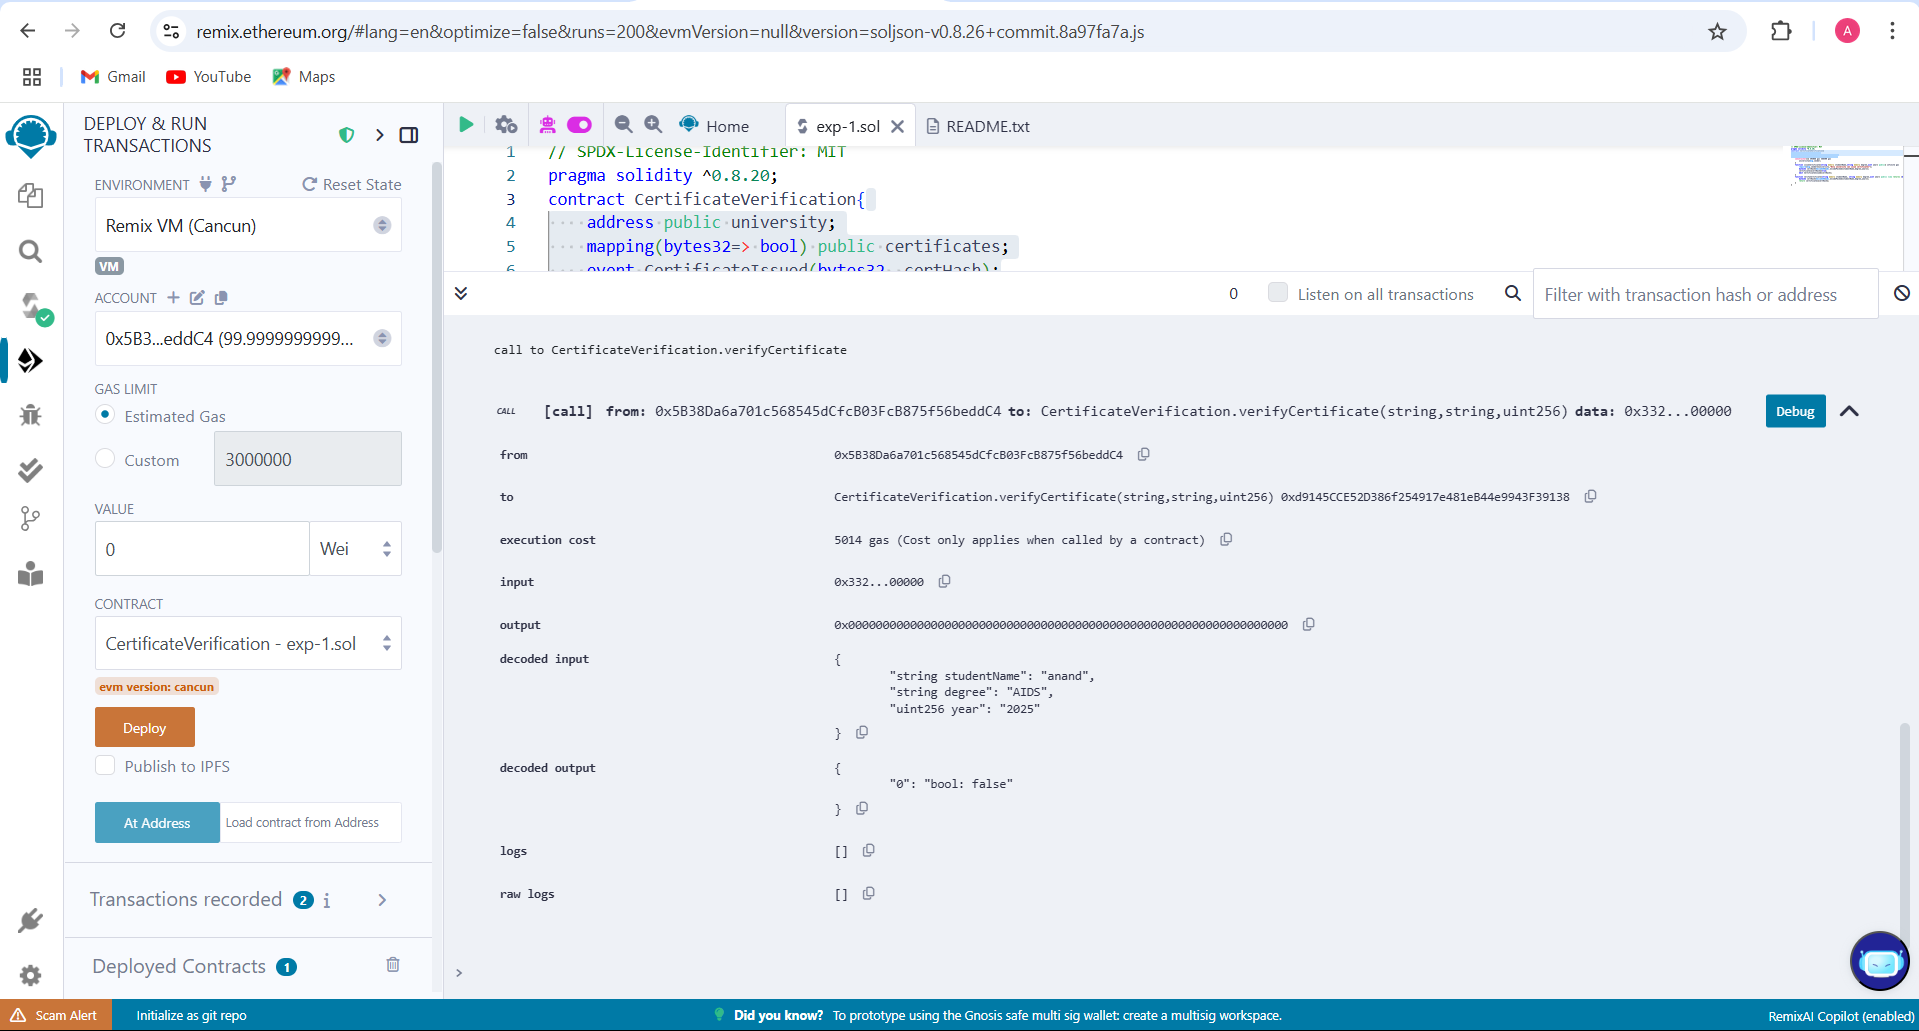 remix.ethereum.org/#lang=en&optimize=false&runs=200&evmVersion=null&version=soljson-v0.8.26+commit.8a97fa7a.js
A
Gmail
YouTube
Maps
DEPLOY & RUN
TRANSACTIONS
ENVIRONMENT
Reset State
Remix VM (Cancun)
VM
ACCOUNT
0x5B3...eddC4 (99.9999999999...
GAS LIMIT
Estimated Gas
Custom
3000000
VALUE
0
Wei
CONTRACT
CertificateVerification - exp-1.sol
evm version: cancun
Deploy
Publish to IPFS
At Address
Load contract from Address
Transactions recorded 2 i
Deployed Contracts 1
Home
exp-1.sol
README.txt
1 // SPDX-License-Identifier: MIT
2 pragma solidity ^0.8.20;
3 contract CertificateVerification{
4 address public university;
5 mapping(bytes32=> bool) public certificates;
6 event CertificateIssued(bytes32 certHash);
0
Listen on all transactions
Filter with transaction hash or address
call to CertificateVerification.verifyCertificate
CALL [call] from: 0x5B38Da6a701c568545dCfcB03FcB875f56beddC4 to: CertificateVerification.verifyCertificate(string,string,uint256) data: 0x332...00000
Debug
from 0x5B38Da6a701c568545dCfcB03FcB875f56beddC4
to CertificateVerification.verifyCertificate(string,string,uint256) 0xd9145CCE52D386f254917e481eB44e9943F39138
execution cost 5014 gas (Cost only applies when called by a contract)
input 0x332...00000
output 0x0000000000000000000000000000000000000000000000000000000000000000
decoded input {
"string studentName": "anand",
"string degree": "AIDS",
"uint256 year": "2025"
}
decoded output {
"0": "bool: false"
}
logs []
raw logs []
>
Scam Alert
Initialize as git repo
Did you know? To prototype using the Gnosis safe multi sig wallet: create a multisig workspace.
RemixAI Copilot (enabled)